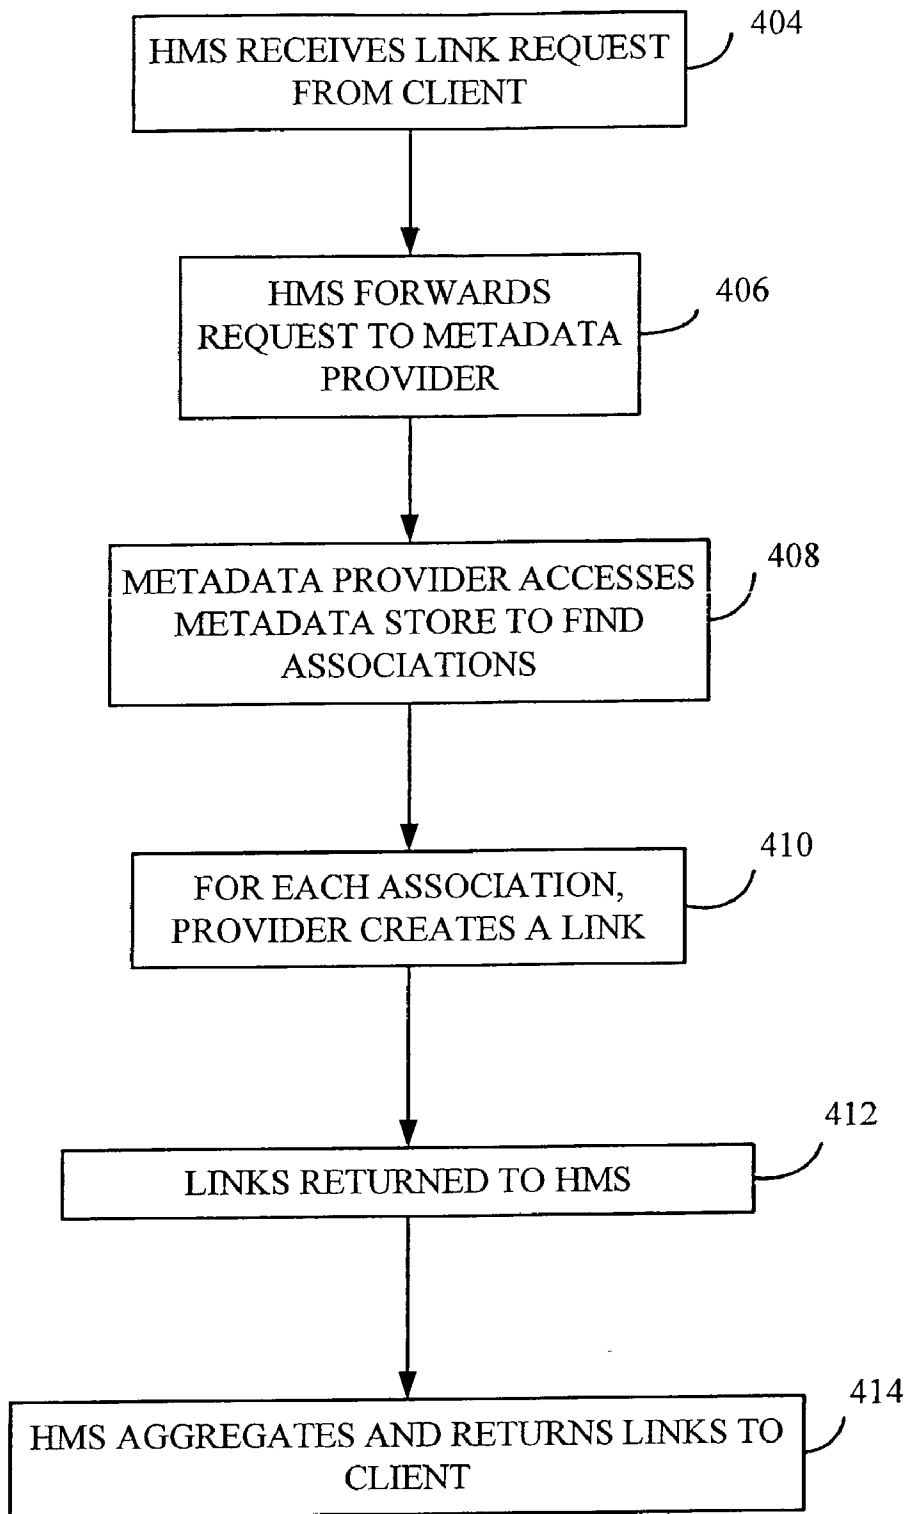 404
HMS RECEIVES LINK REQUEST
FROM CLIENT
406
HMS FORWARDS
REQUEST TO METADATA
PROVIDER
408
METADATA PROVIDER ACCESSES
METADATA STORE TO FIND
ASSOCIATIONS
410
FOR EACH ASSOCIATION,
PROVIDER CREATES A LINK
412
LINKS RETURNED TO HMS
414
HMS AGGREGATES AND RETURNS LINKS TO
CLIENT